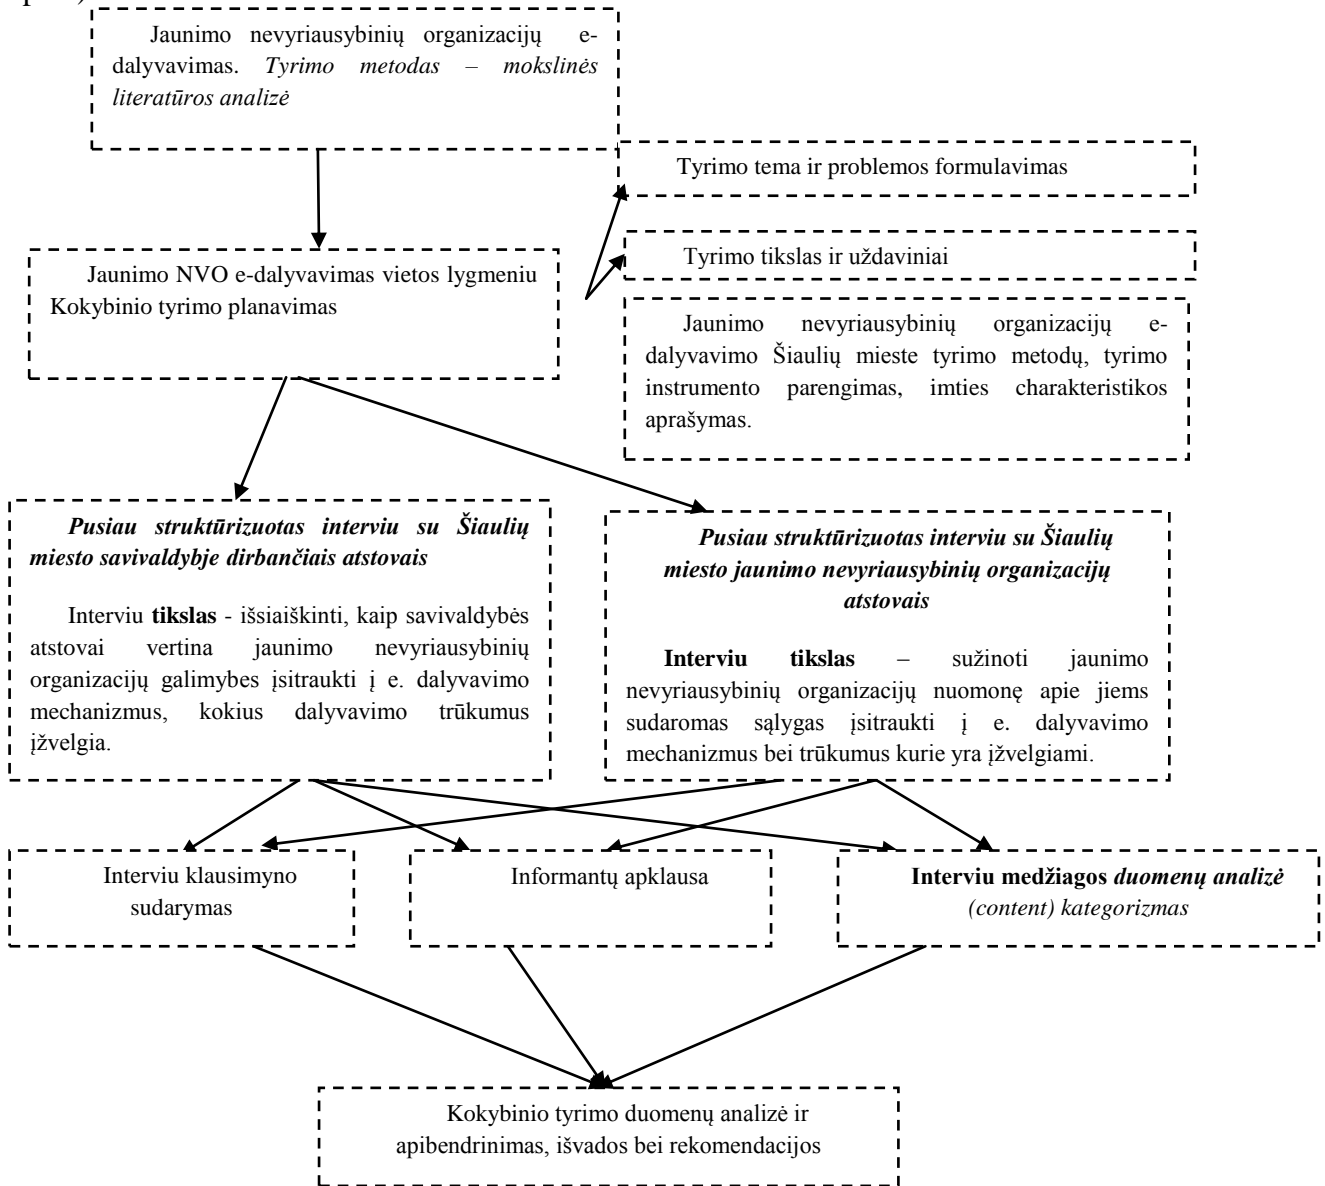 Jaunimo nevyriausybinių organizacijų e-
dalyvavimas. Tyrimo metodas – mokslinės
literatūros analizė
Tyrimo tema ir problemos formulavimas
Jaunimo NVO e-dalyvavimas vietos lygmeniu
Kokybinio tyrimo planavimas
Tyrimo tikslas ir uždaviniai
Jaunimo nevyriausybinių organizacijų e-
dalyvavimo Šiaulių mieste tyrimo metodų, tyrimo
instrumento parengimas, imties charakteristikos
aprašymas.
Pusiau struktūrizuotas interviu su Šiaulių
miesto savivaldybje dirbančiais atstovais
Interviu tikslas - išsiaiškinti, kaip savivaldybės
atstovai vertina jaunimo nevyriausybinių
organizacijų galimybes įsitraukti į e. dalyvavimo
mechanizmus, kokius dalyvavimo trūkumus
įžvelgia.
Pusiau struktūrizuotas interviu su Šiaulių
miesto jaunimo nevyriausybinių organizacijų
atstovais
Interviu tikslas – sužinoti jaunimo
nevyriausybinių organizacijų nuomonę apie jiems
sudaromas sąlygas įsitraukti į e. dalyvavimo
mechanizmus bei trūkumus kurie yra įžvelgiami.
Interviu klausimyno
sudarymas
Informantų apklausa
Interviu medžiagos duomenų analizė
(content) kategorizmas
Kokybinio tyrimo duomenų analizė ir
apibendrinimas, išvados bei rekomendacijos